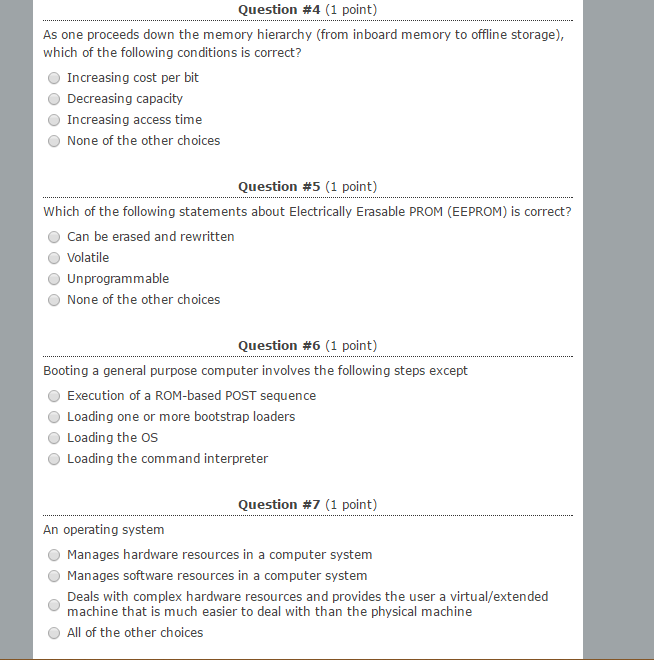 Question #4 (1 point)
As one proceeds down the memory hierarchy (from inboard memory to offline storage),
which of the following conditions is correct?
Increasing cost per bit
Decreasing capacity
Increasing access time
None of the other choices
Question #5 (1 point)
Which of the following statements about Electrically Erasable PROM (EEPROM) is correct?
Can be erased and rewritten
Volatile
Unprogrammable
None of the other choices
Question #6 (1 point)
Booting a general purpose computer involves the following steps except
Execution of a ROM-based POST sequence
Loading one or more bootstrap loaders
Loading the OS
Loading the command interpreter
Question #7 (1 point)
An operating system
Manages hardware resources in a computer system
Manages software resources in a computer system
Deals with complex hardware resources and provides the user a virtual/extended
machine that is much easier to deal with than the physical machine
All of the other choices